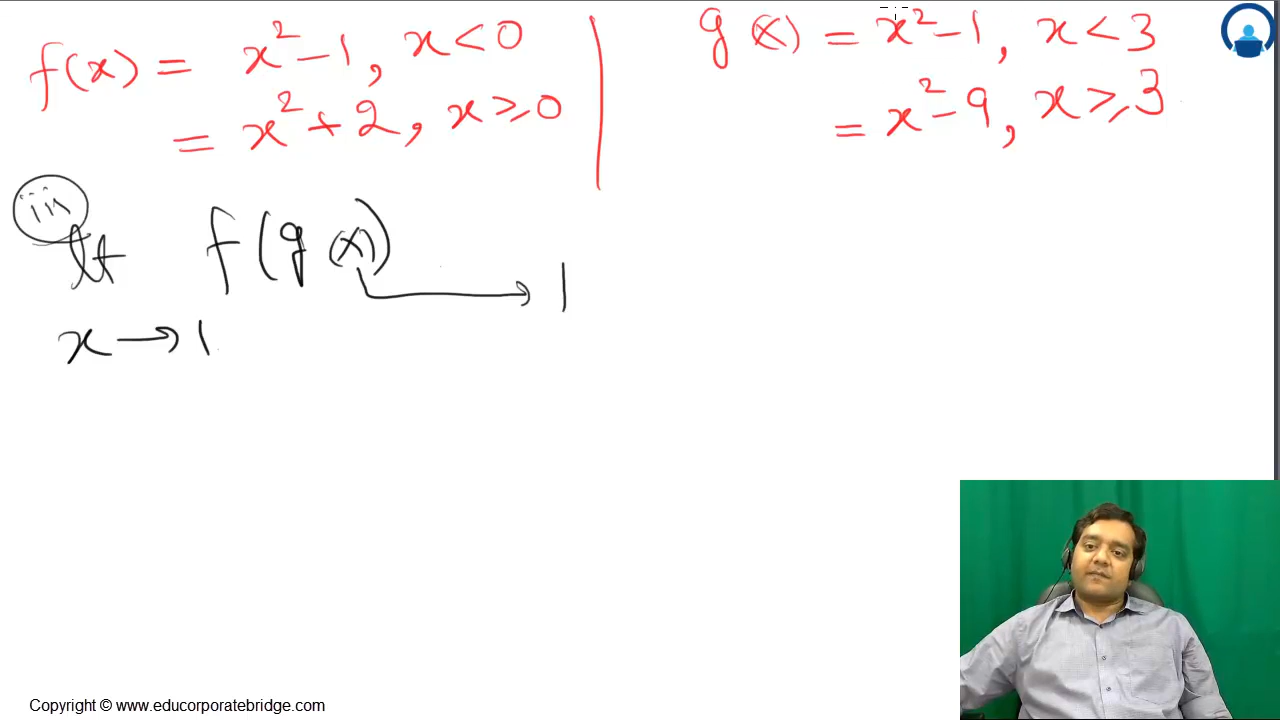 f(x) = x² - 1, x < 0
= x² + 2, x ≥ 0
g(x) = x² - 1, x < 3
= x² - 9, x ≥ 3
iii
lt f(g(x)) → 1
x → 1
Copyright © www.educorporatebridge.com